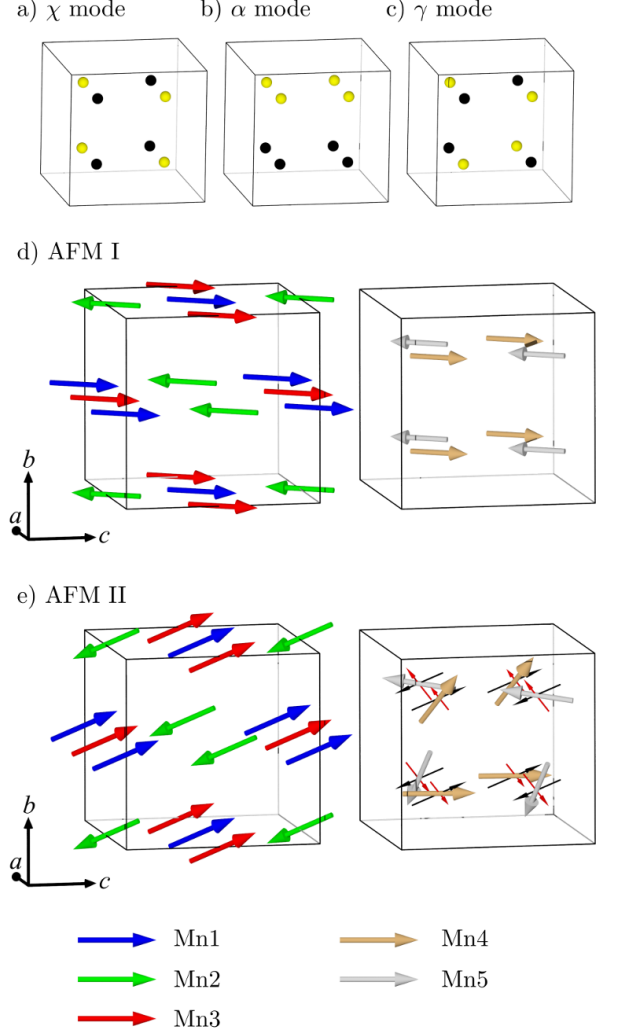 a) χ mode b) α mode c) γ mode
d) AFM I
b
a
c
e) AFM II
b
a
c
Mn1 Mn4
Mn2 Mn5
Mn3